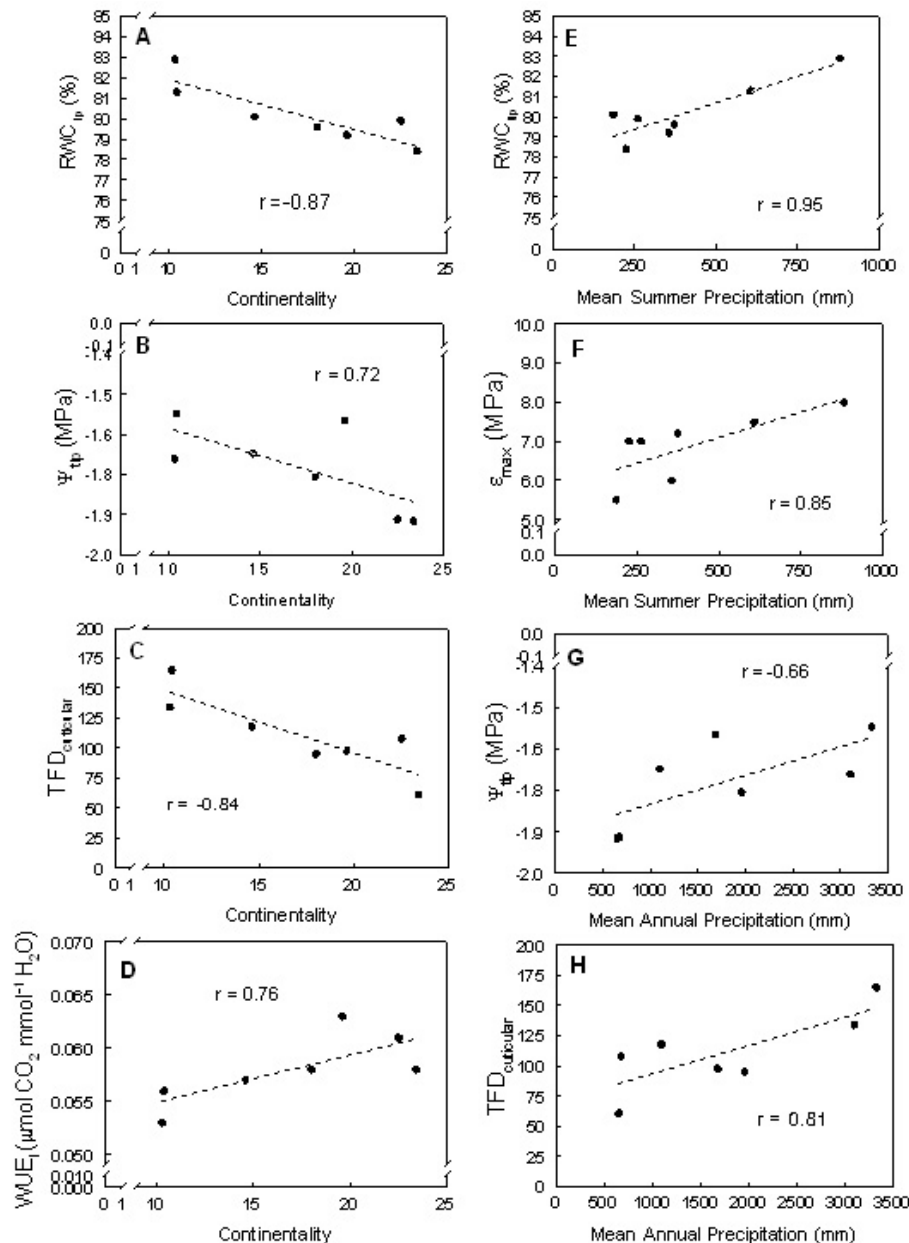 A
85
84
83
82
81
80
79
78
77
76
75
0
RWC tlp (%)
r =-0.87
0 1 10 15 20 25
Continentality
E
85
84
83
82
81
80
79
78
77
76
75
0
RWC tlp (%)
r = 0.95
0 250 500 750 1000
Mean Summer Precipitation (mm)
B
0.0
-0.1
-1.4
-1.5
-1.6
-1.8
-1.9
-2.0
Ψtlp (MPa)
r = 0.72
0 1 10 15 20 25
Continentality
F
10.0
9.0
8.0
7.0
6.0
5.0
0.1
0.0
εmax (MPa)
r = 0.85
0 250 500 750 1000
Mean Summer Precipitation (mm)
C
200
175
150
125
100
75
50
25
0
TFDcuticular
r = -0.84
0 1 10 15 20 25
Continentality
G
0.0
-0.1
-1.4
-1.5
-1.6
-1.8
-1.9
-2.0
Ψtlp (MPa)
r = -0.66
0 500 1000 1500 2000 2500 3000 3500
Mean Annual Precipitation (mm)
D
0.070
0.060
0.055
0.050
0.010
0.000
WUEi (µmol CO2 mmol⁻¹ H2O)
r = 0.76
0 1 10 15 20 25
Continentality
H
200
175
150
125
100
75
50
25
0
TFDcuticular
r = 0.81
0 500 1000 1500 2000 2500 3000 3500
Mean Annual Precipitation (mm)